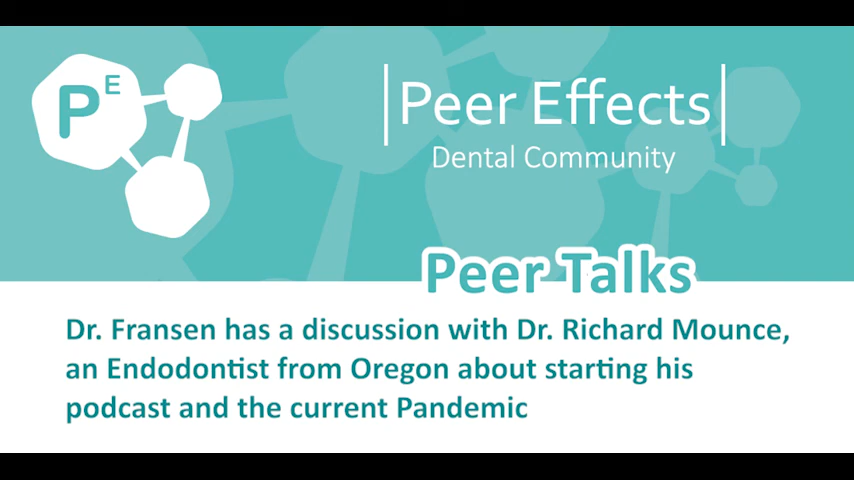 PE
|Peer Effects|
Dental Community
Peer Talks
Dr. Fransen has a discussion with Dr. Richard Mounce,
an Endodontist from Oregon about starting his
podcast and the current Pandemic